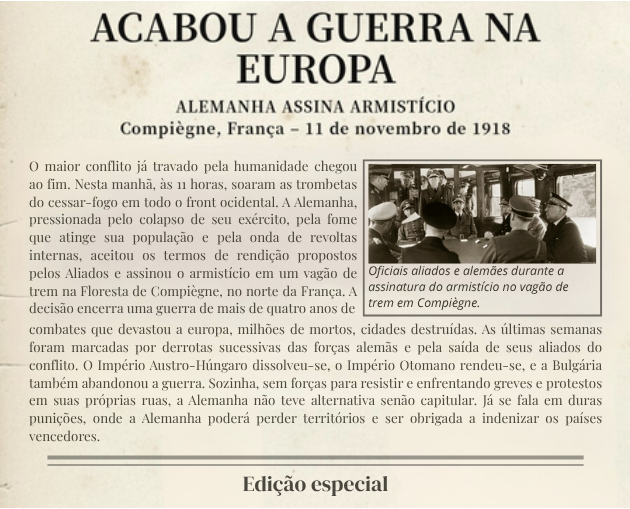 ACABOU A GUERRA NA
EUROPA
ALEMANHA ASSINA ARMISTÍCIO
Compiègne, França – 11 de novembro de 1918
O maior conflito já travado pela humanidade chegou
ao fim. Nesta manhã, às 11 horas, soaram as trombetas
do cessar-fogo em todo o front ocidental. A Alemanha,
pressionada pelo colapso de seu exército, pela fome
que atinge sua população e pela onda de revoltas
internas, aceitou os termos de rendição propostos
pelos Aliados e assinou o armistício em um vagão de
trem na Floresta de Compiègne, no norte da França. A
decisão encerra uma guerra de mais de quatro anos de
Oficiais aliados e alemães durante a
assinatura do armistício no vagão de
trem em Compiègne.
combates que devastou a europa, milhões de mortos, cidades destruídas. As últimas semanas
foram marcadas por derrotas sucessivas das forças alemãs e pela saída de seus aliados do
conflito. O Império Austro-Húngaro dissolveu-se, o Império Otomano rendeu-se, e a Bulgária
também abandonou a guerra. Sozinha, sem forças para resistir e enfrentando greves e protestos
em suas próprias ruas, a Alemanha não teve alternativa senão capitular. Já se fala em duras
punições, onde a Alemanha poderá perder territórios e ser obrigada a indenizar os países
vencedores.
Edição especial